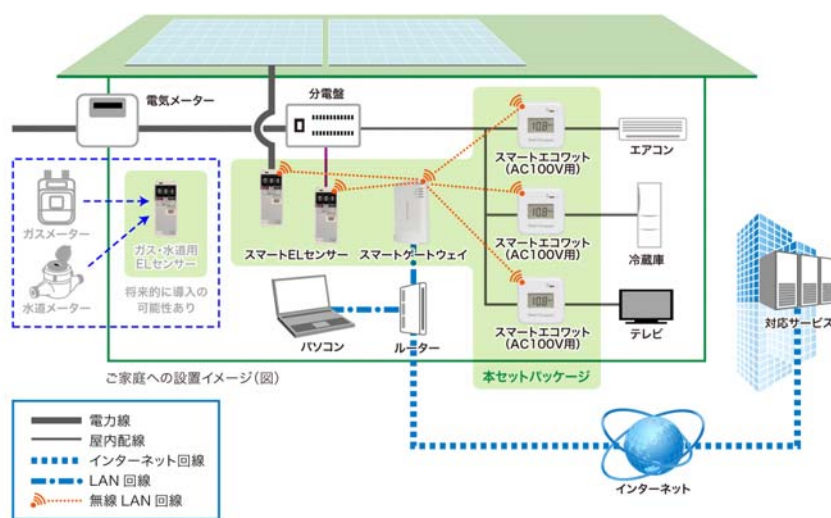 電気メーター
分電盤
スマートエコワット
(AC100V用)
エアコン
ガスメーター
ガス・水道用
ELセンサー
スマートELセンサー
スマートゲートウェイ
スマートエコワット
(AC100V用)
冷蔵庫
水道メーター
将来的に導入の
可能性あり
パソコン
ルーター
スマートエコワット
(AC100V用)
テレビ
対応サービス
ご家庭への設置イメージ(図)
本セットパッケージ
電力線
屋内配線
インターネット回線
LAN 回線
無線 LAN 回線
インターネット